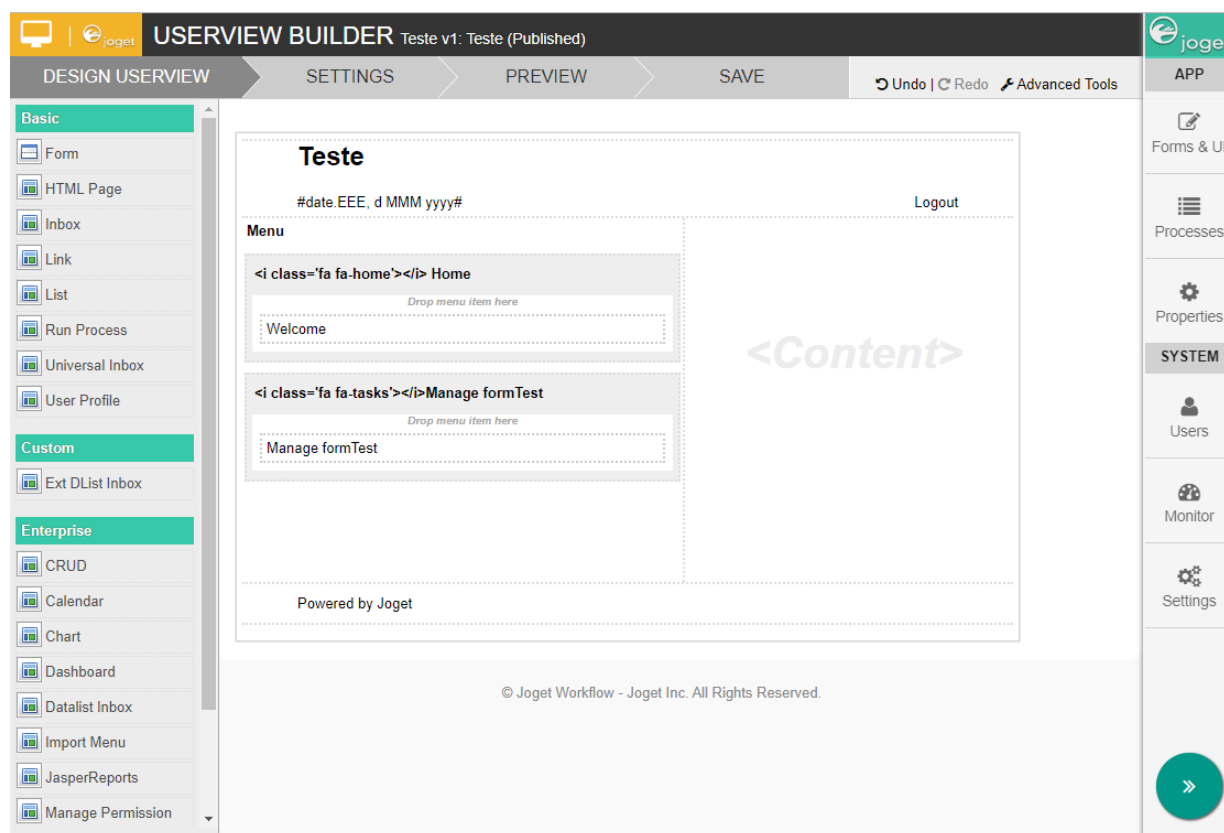 joget USERVIEW BUILDER Teste v1: Teste (Published)
DESIGN USERVIEW SETTINGS PREVIEW SAVE Undo | Redo Advanced Tools
Basic
Form
HTML Page
Inbox
Link
List
Run Process
Universal Inbox
User Profile
Custom
Ext DList Inbox
Enterprise
CRUD
Calendar
Chart
Dashboard
Datalist Inbox
Import Menu
JasperReports
Manage Permission
Teste
#date.EEE, d MMM yyyy# Logout
Menu
<i class='fa fa-home'></i> Home
Drop menu item here
Welcome
<i class='fa fa-tasks'></i>Manage formTest
Drop menu item here
Manage formTest
<Content>
Powered by Joget
© Joget Workflow - Joget Inc. All Rights Reserved.
joge
APP
Forms & U
Processes
Properties
SYSTEM
Users
Monitor
Settings